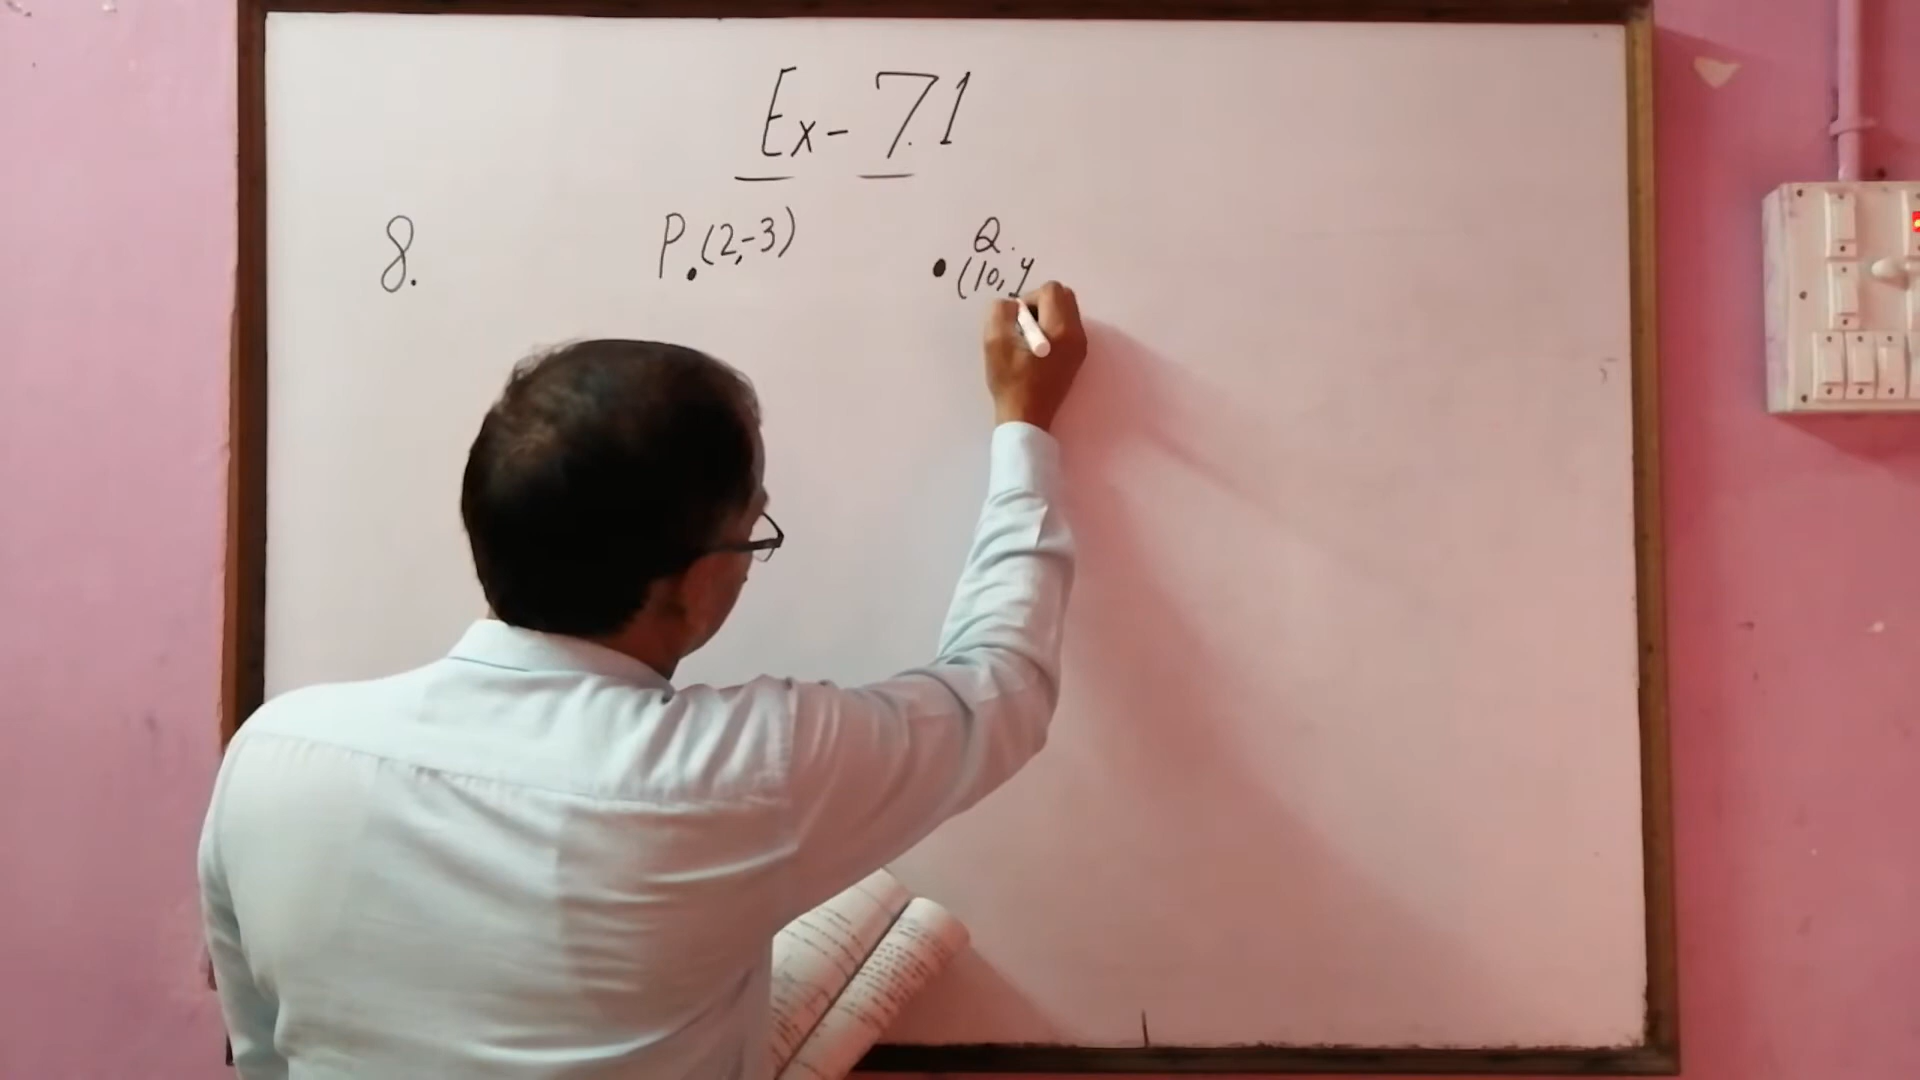 Ex- 7.1
8. P.(2,-3) Q.
(10, y